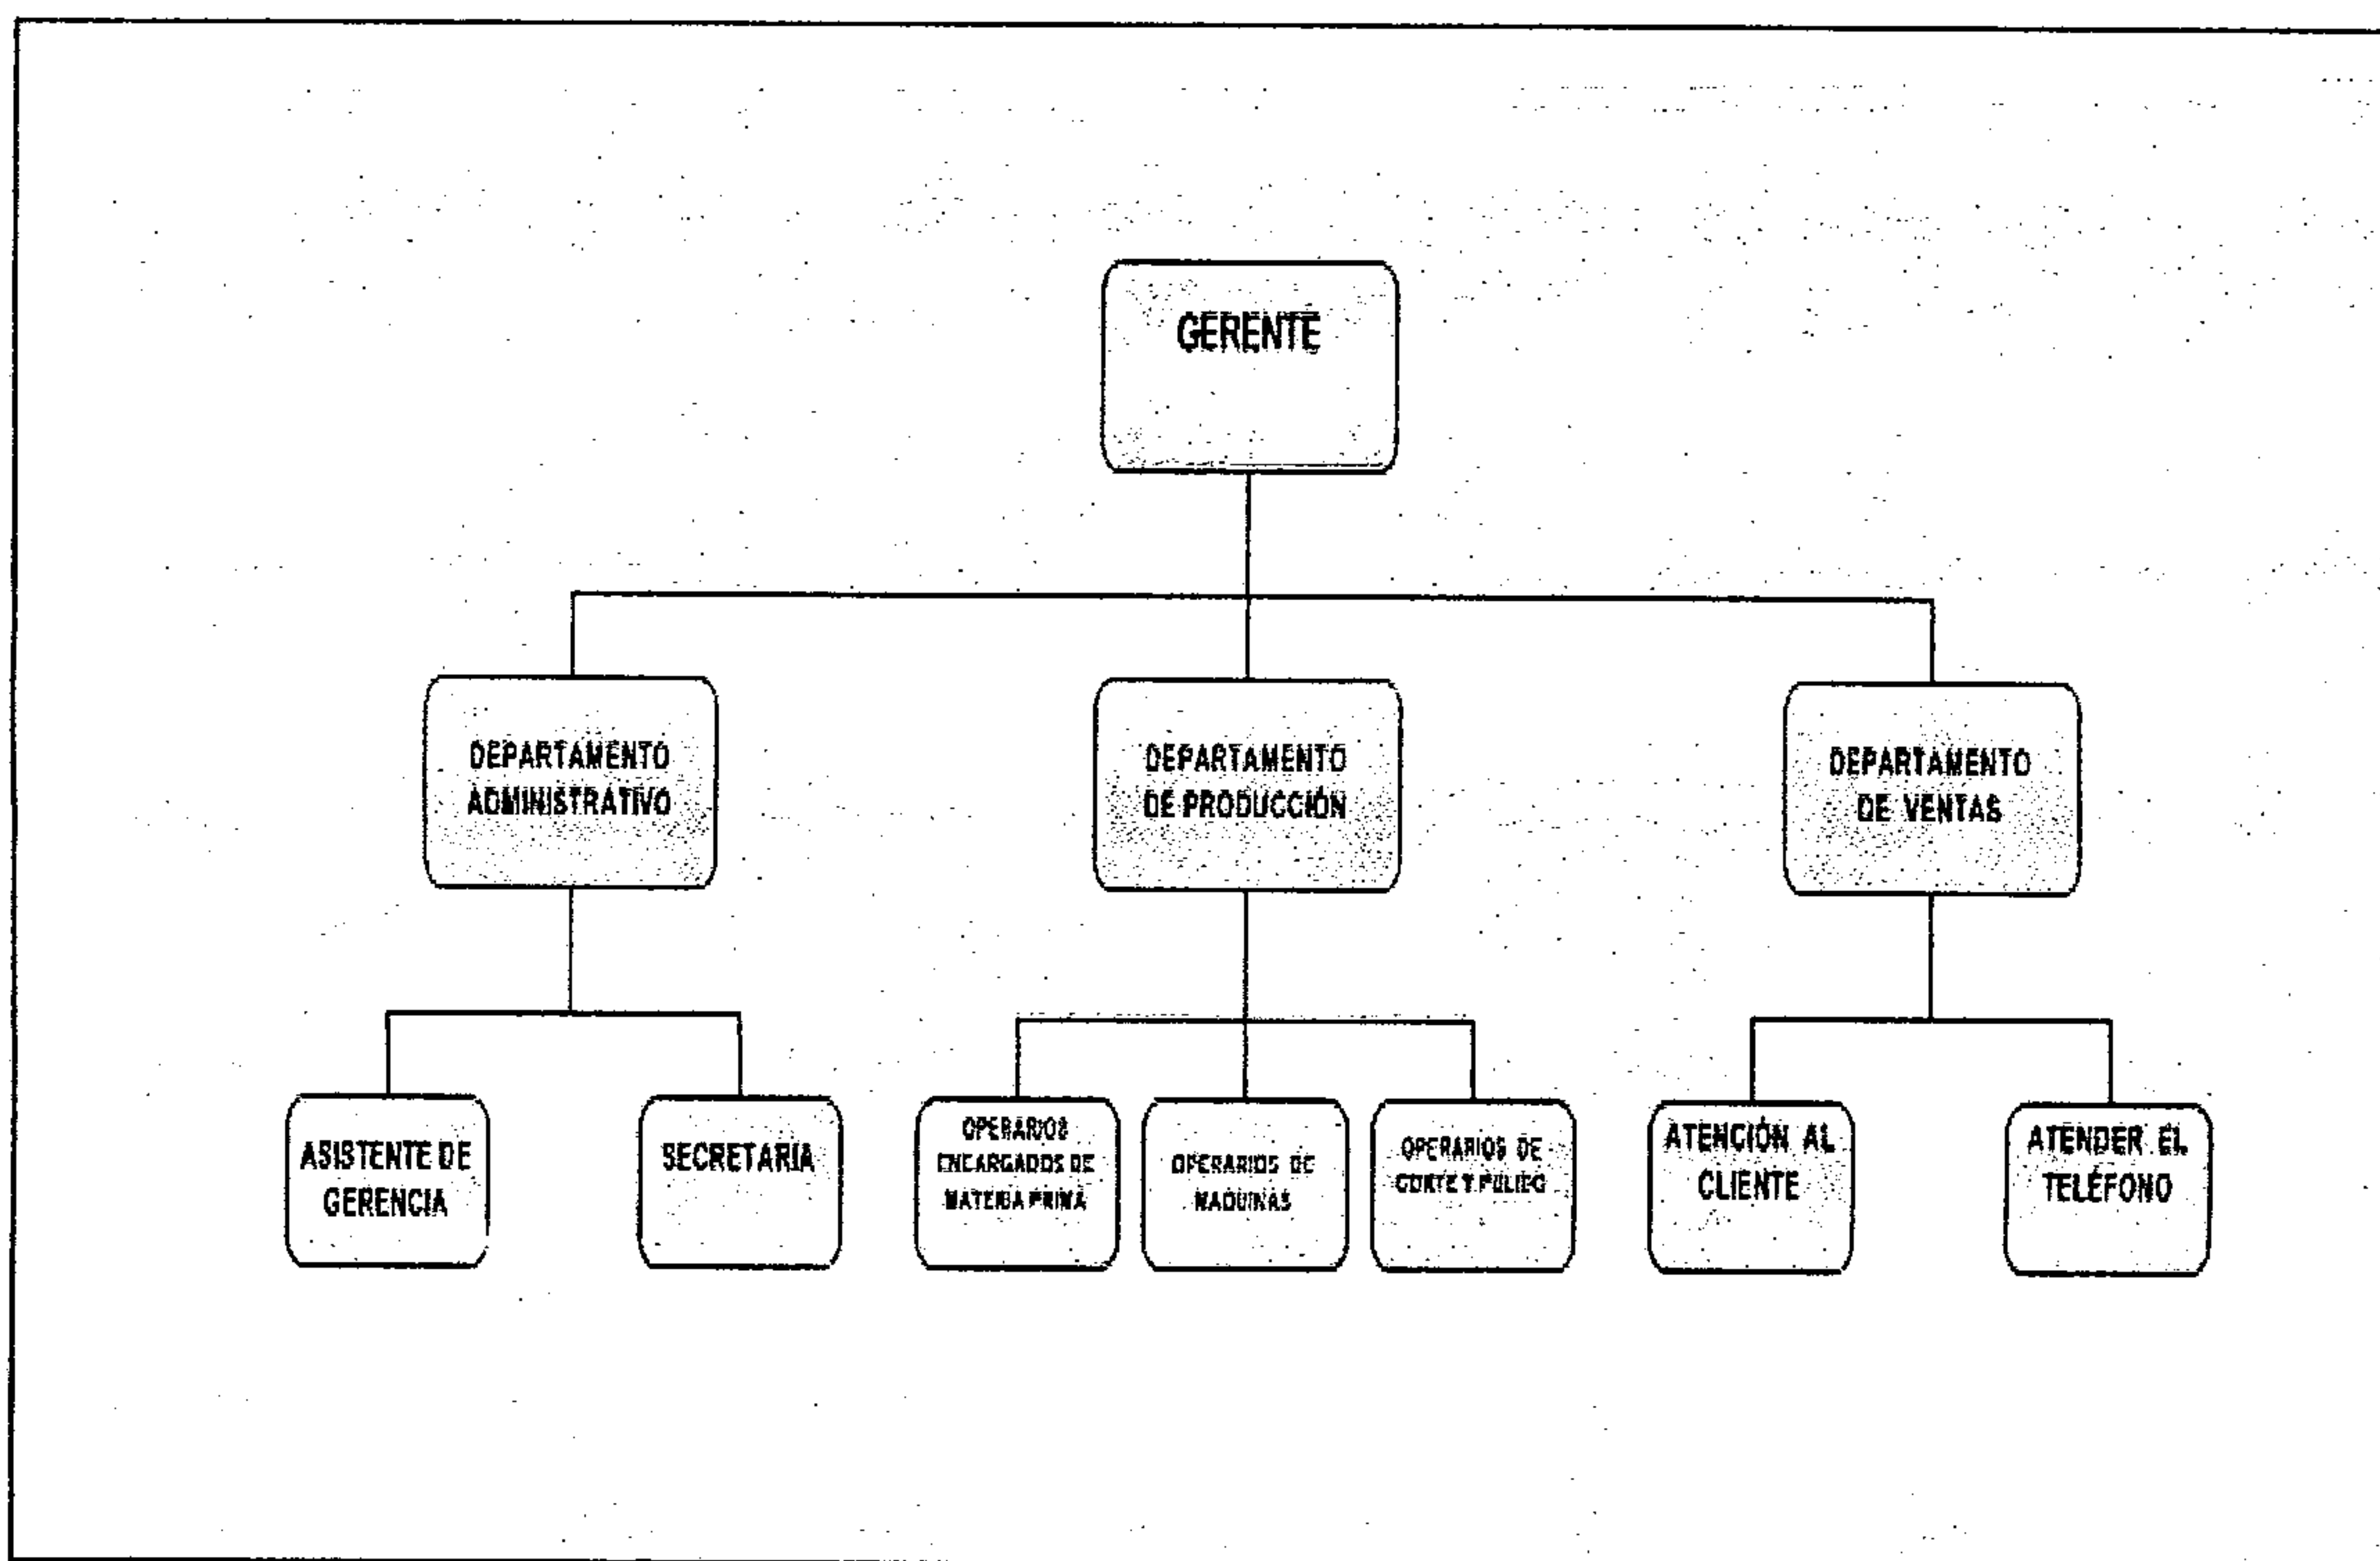 GERENTE
DEPARTAMENTO
ADMINISTRATIVO
DEPARTAMENTO
DE PRODUCCIÓN
DEPARTAMENTO
DE VENTAS
ASISTENTE DE
GERENCIA
SECRETARIA
OPERARIOS
ENCARGADOS DE
MATERIA PRIMA
OPERARIOS DE
MAQUINAS
OPERARIOS DE
CORTE Y PULIDO
ATENCIÓN AL
CLIENTE
ATENDER EL
TELÉFONO